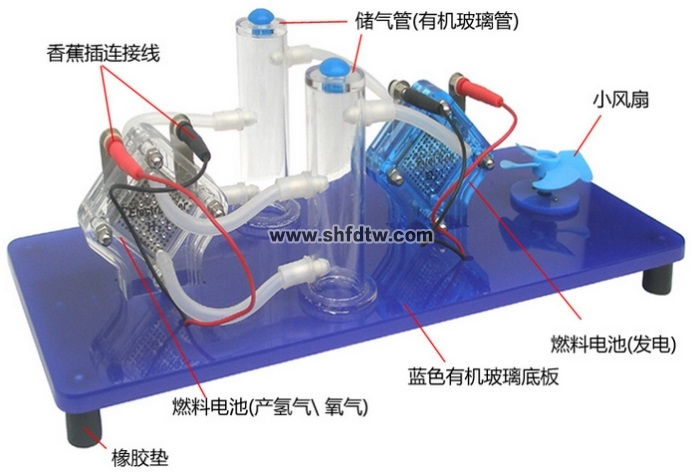 储气管(有机玻璃管)
香蕉插连接线
小风扇
www.shfdtw.com
燃料电池(发电)
蓝色有机玻璃底板
燃料电池(产氢气\ 氧气)
橡胶垫